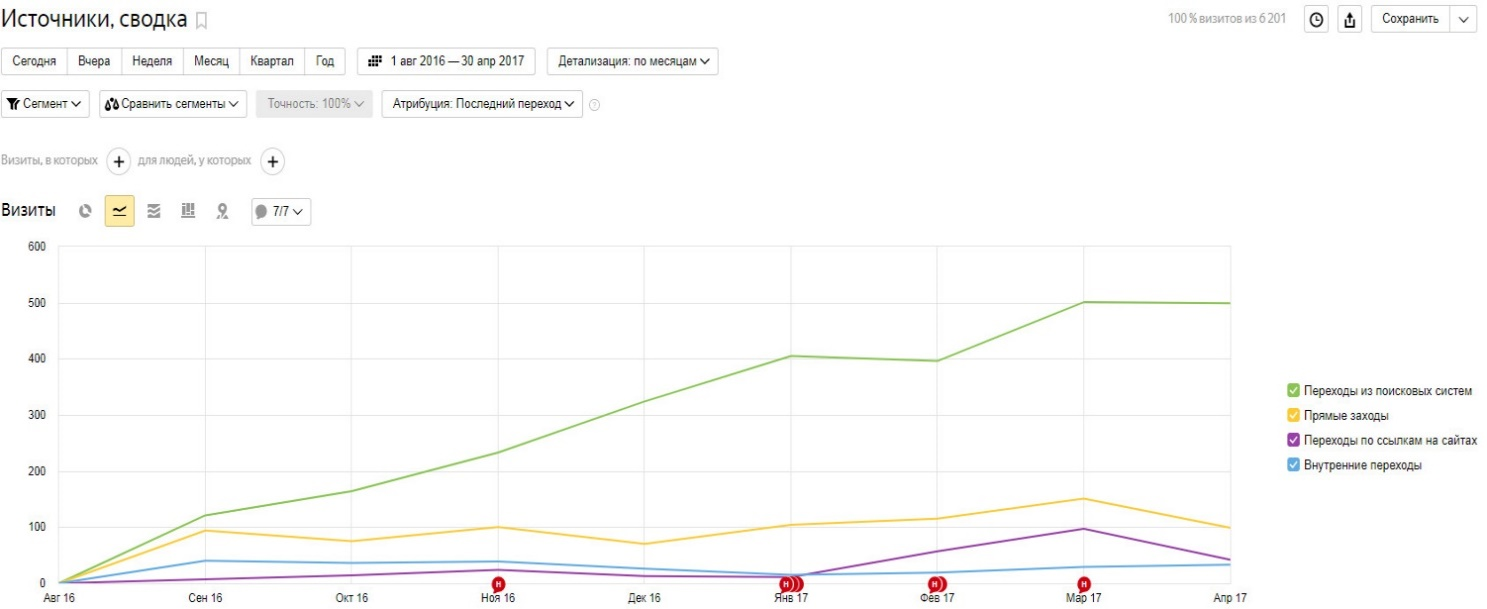 Источники, сводка
100 % визитов из 6 201
Сохранить
Сегодня Вчера Неделя Месяц Квартал Год 1 авг 2016 — 30 апр 2017 Детализация: по месяцам
Сегмент Сравнить сегменты Точность: 100% Атрибуция: Последний переход ?
Визиты, в которых + для людей, у которых +
Визиты 7/7
600
500
400
300
200
100
0
Н Н Н Н
Авг 16 Сен 16 Окт 16 Ноя 16 Дек 16 Янв 17 Фев 17 Мар 17 Апр 17
Переходы из поисковых систем
Прямые заходы
Переходы по ссылкам на сайтах
Внутренние переходы